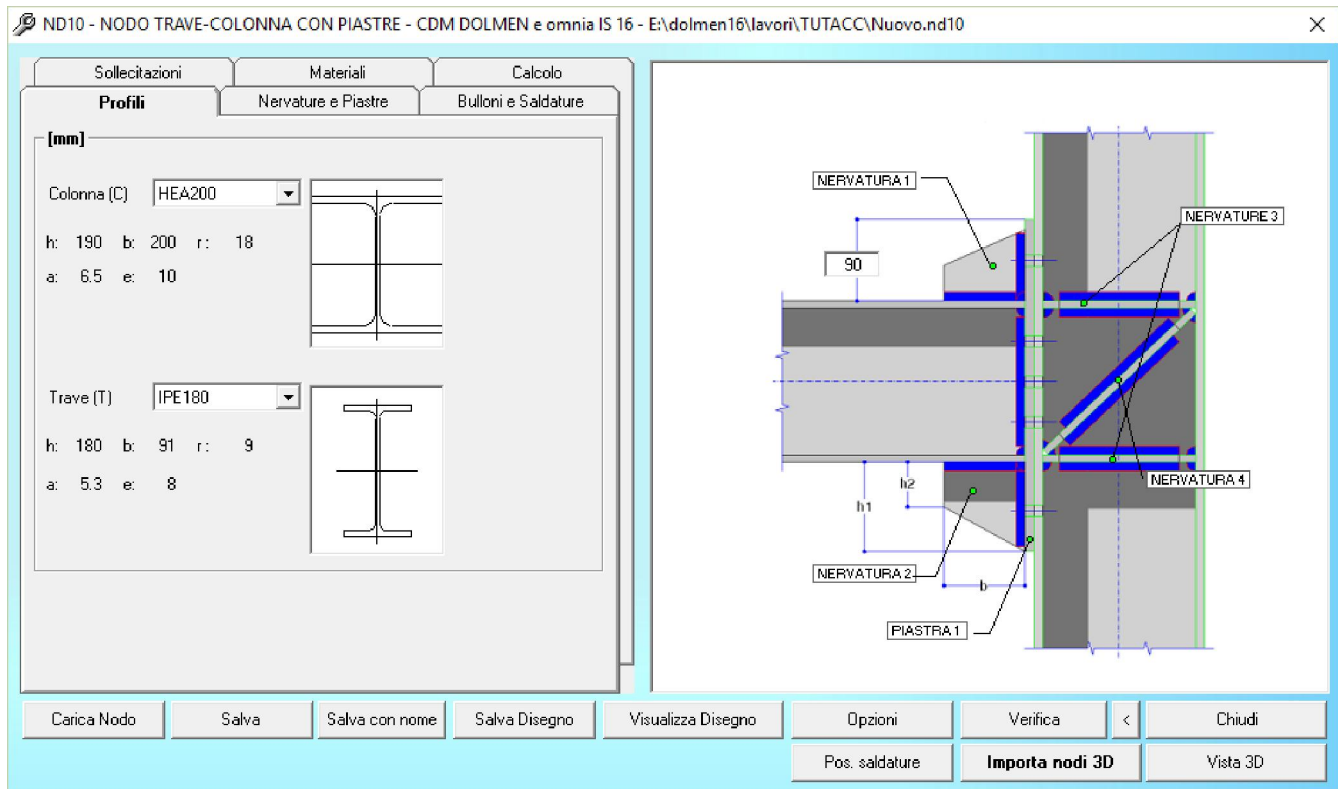 ND10 - NODO TRAVE-COLONNA CON PIASTRE - CDM DOLMEN e omnia IS 16 - E:\dolmen16\lavori\TUTACC\Nuovo.nd10
Sollecitazioni Materiali Calcolo
Profili Nervature e Piastre Bulloni e Saldature
[mm]
Colonna (C) HEA200
h: 190 b: 200 r: 18
a: 6.5 e: 10
Trave (T) IPE180
h: 180 b: 91 r: 9
a: 5.3 e: 8
NERVATURA 1
NERVATURE 3
90
h2
h1
NERVATURA 4
NERVATURA 2
b
PIASTRA 1
Carica Nodo Salva Salva con nome Salva Disegno Visualizza Disegno Opzioni Verifica < Chiudi
Pos. saldature Importa nodi 3D Vista 3D